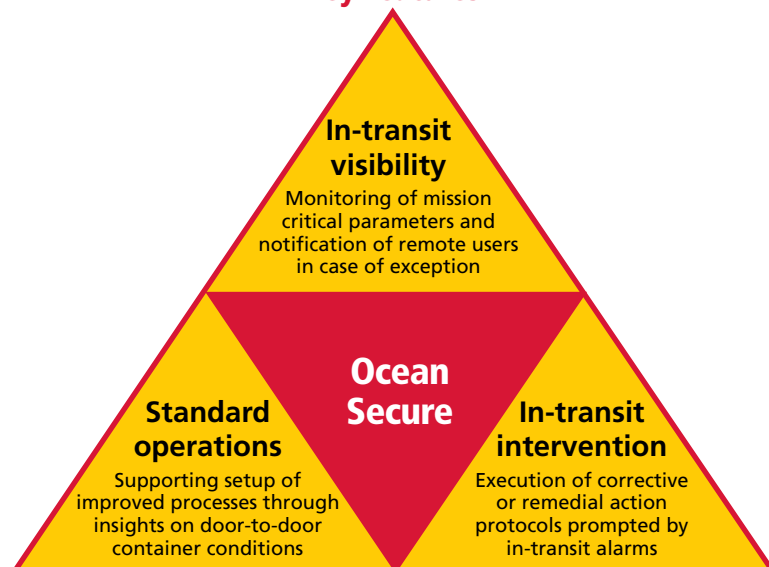 In-transit
visibility
Monitoring of mission
critical parameters and
notification of remote users
in case of exception
Ocean
Secure
Standard
operations
Supporting setup of
improved processes through
insights on door-to-door
container conditions
In-transit
intervention
Execution of corrective
or remedial action
protocols prompted by
in-transit alarms